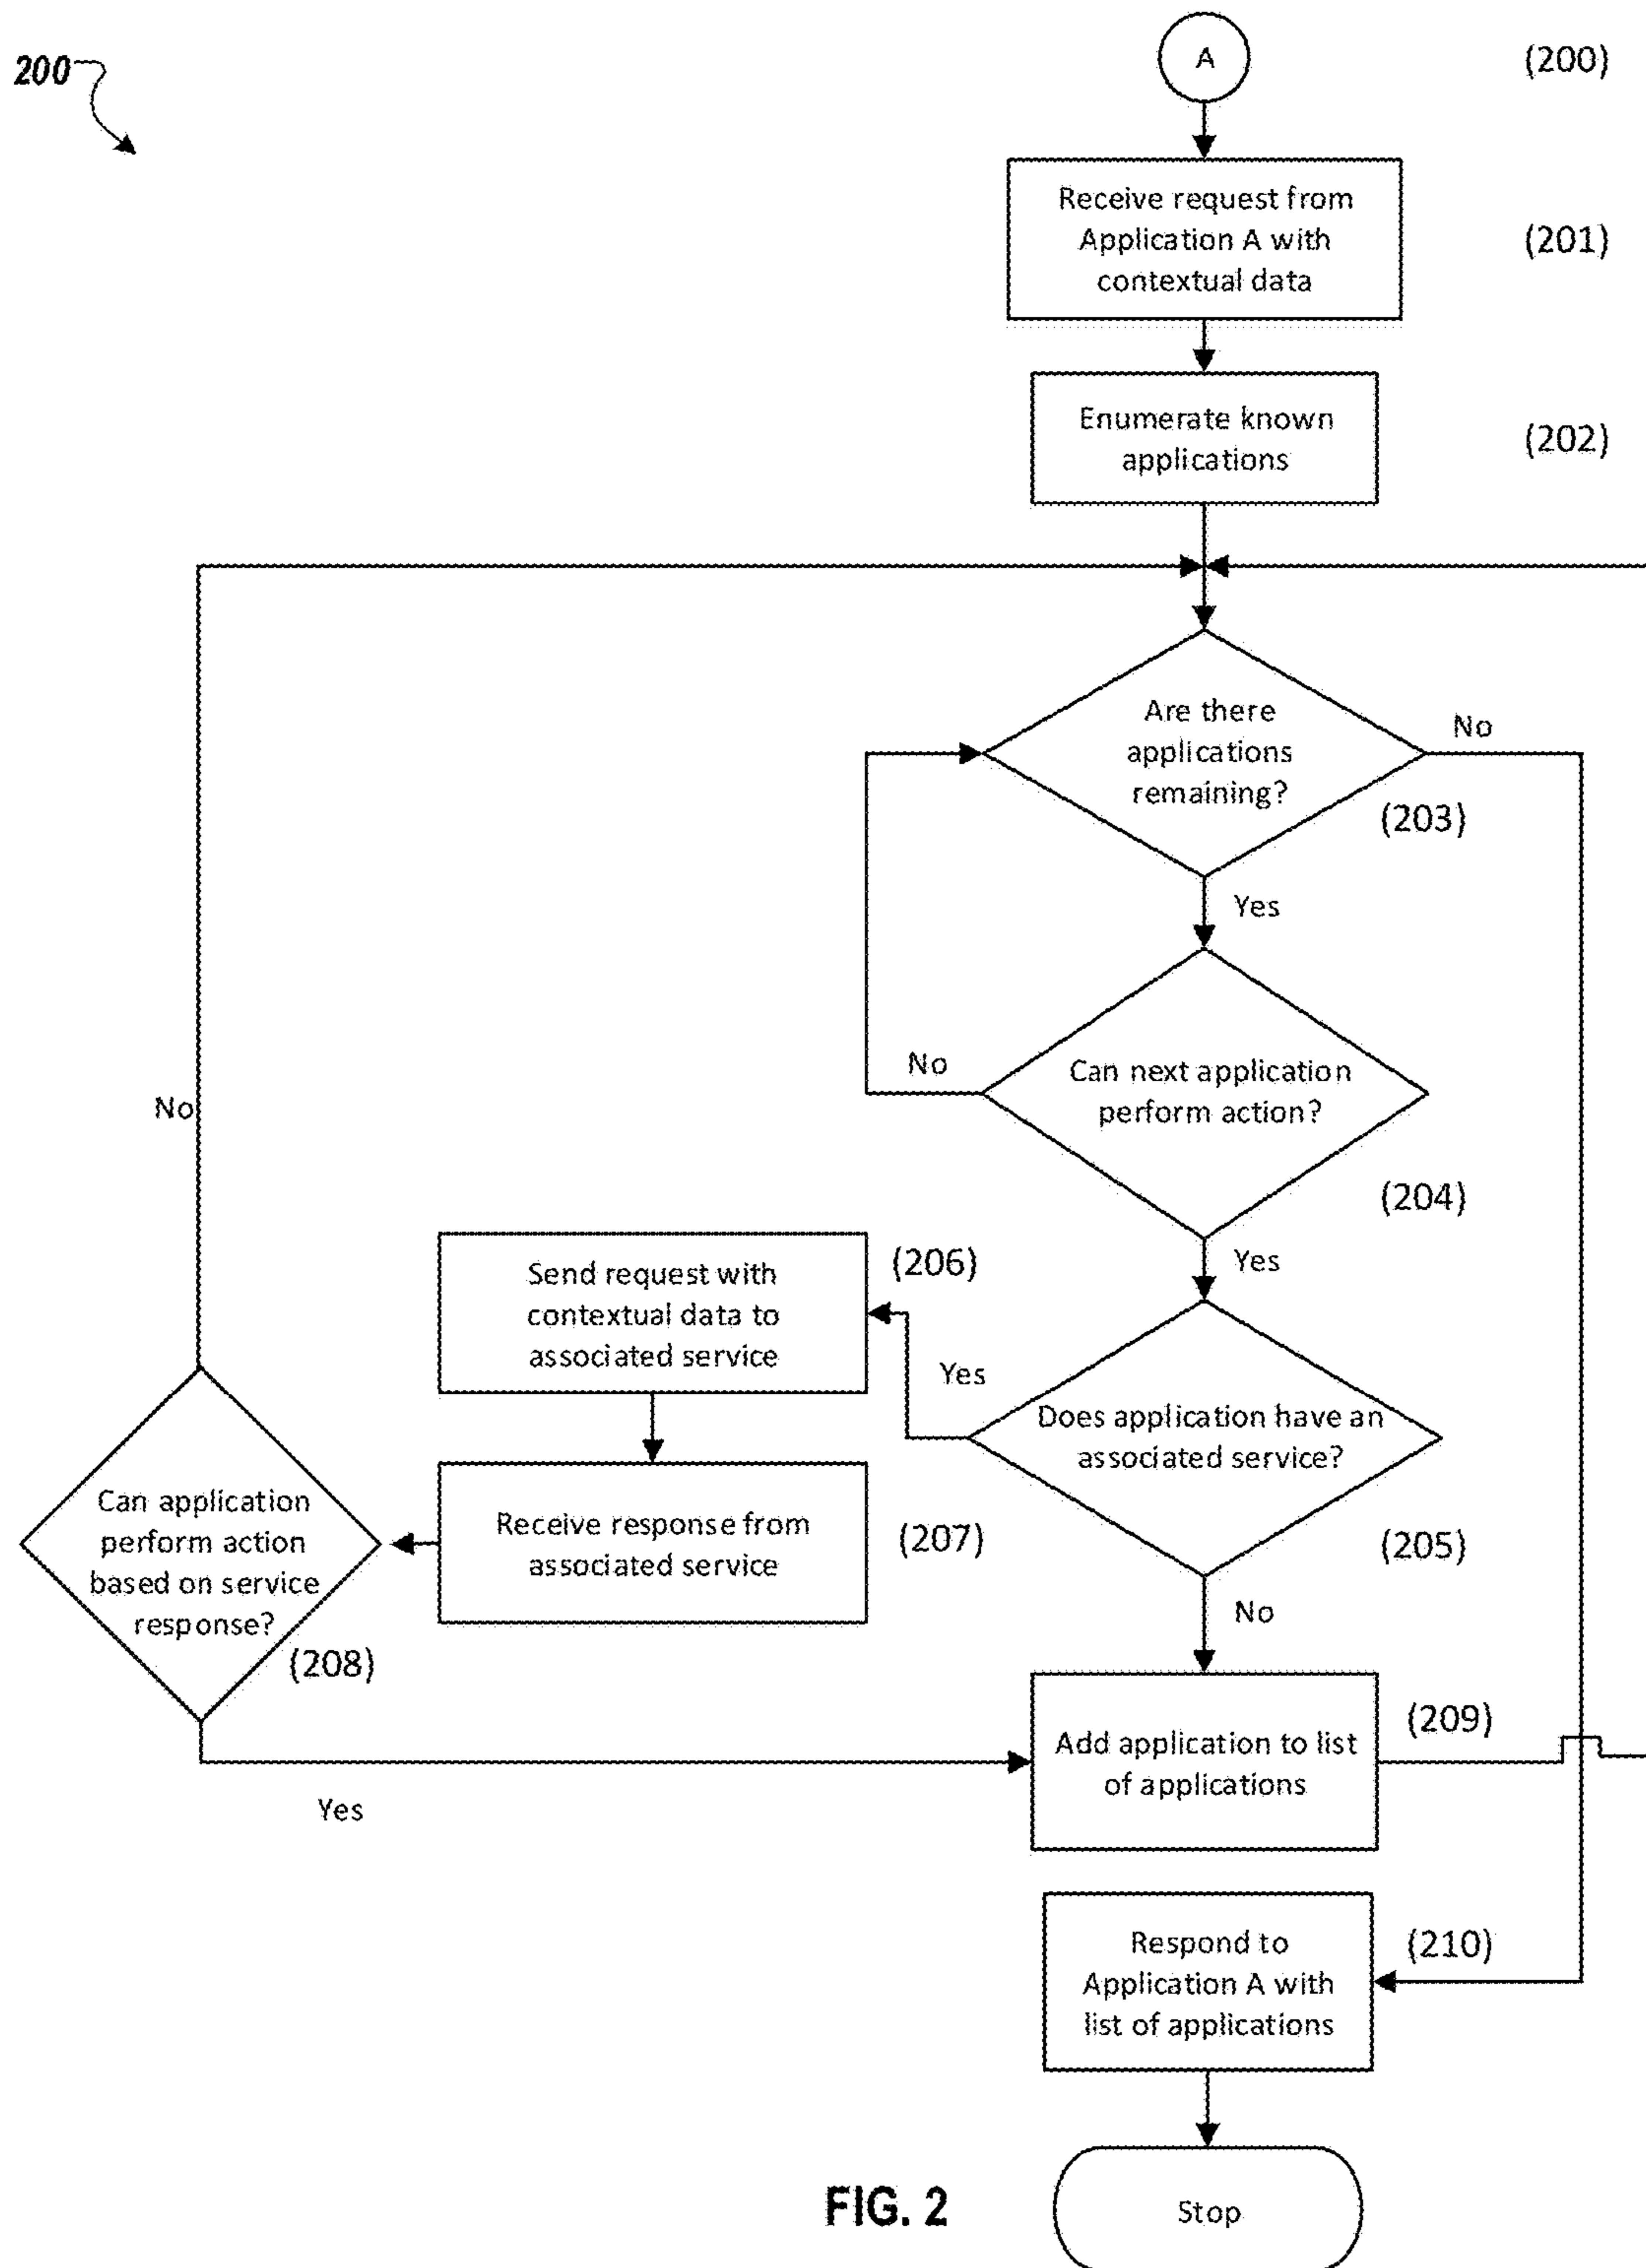 200
A
(200)
Receive request from
Application A with
contextual data
(201)
Enumerate known
applications
(202)
Are there
applications
remaining?
No
(203)
Yes
Can next application
perform action?
No
No
(204)
Yes
Send request with
contextual data to
associated service
(206)
Yes
Does application have an
associated service?
(205)
Receive response from
associated service
(207)
Can application
perform action
based on service
response?
(208)
No
Add application to list
of applications
(209)
Yes
Respond to
Application A with
list of applications
(210)
Stop
FIG. 2